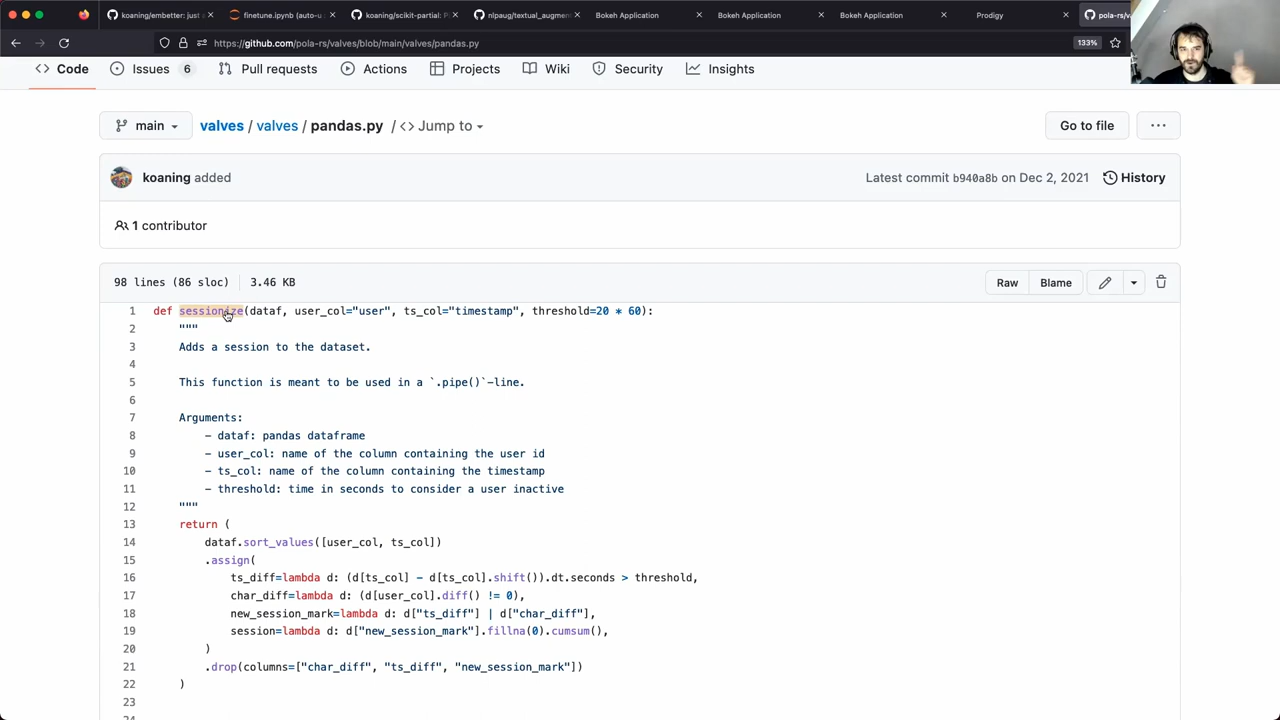 koaning/embetter: just a
finetune.ipynb (auto-u
koaning/scikit-partial: P
nlpaug/textual_augment
Bokeh Application
Bokeh Application
Bokeh Application
Prodigy
pola-rs/va
https://github.com/pola-rs/valves/blob/main/valves/pandas.py
133%
Code
Issues 6
Pull requests
Actions
Projects
Wiki
Security
Insights
main
valves / valves / pandas.py / <> Jump to
Go to file
...
koaning added
Latest commit b940a8b on Dec 2, 2021
History
1 contributor
98 lines (86 sloc) | 3.46 KB
Raw
Blame
1 def sessionize(dataf, user_col="user", ts_col="timestamp", threshold=20 * 60):
2 """
3 Adds a session to the dataset.
4
5 This function is meant to be used in a `.pipe()`-line.
6
7 Arguments:
8 - dataf: pandas dataframe
9 - user_col: name of the column containing the user id
10 - ts_col: name of the column containing the timestamp
11 - threshold: time in seconds to consider a user inactive
12 """
13 return (
14 dataf.sort_values([user_col, ts_col])
15 .assign(
16 ts_diff=lambda d: (d[ts_col] - d[ts_col].shift()).dt.seconds > threshold,
17 char_diff=lambda d: (d[user_col].diff() != 0),
18 new_session_mark=lambda d: d["ts_diff"] | d["char_diff"],
19 session=lambda d: d["new_session_mark"].fillna(0).cumsum(),
20 )
21 .drop(columns=["char_diff", "ts_diff", "new_session_mark"])
22 )
23
24